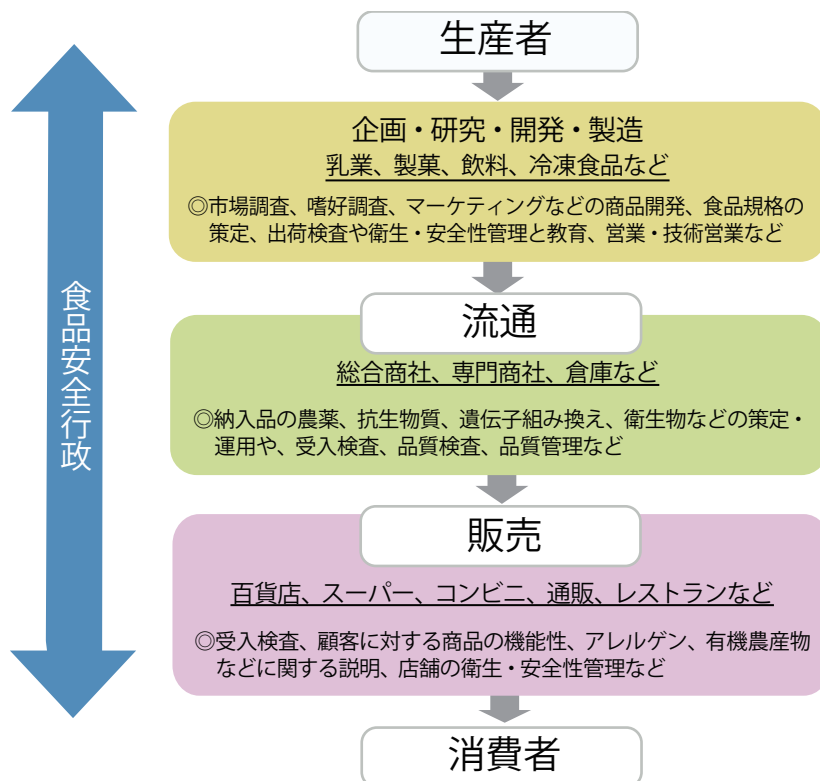 生産者
企画・研究・開発・製造
乳業、製菓、飲料、冷凍食品など
◎市場調査、嗜好調査、マーケティングなどの商品開発、食品規格の
策定、出荷検査や衛生・安全性管理と教育、営業・技術営業など
流通
総合商社、専門商社、倉庫など
◎納入品の農薬、抗生物質、遺伝子組み換え、衛生物などの策定・
運用や、受入検査、品質検査、品質管理など
販売
百貨店、スーパー、コンビニ、通販、レストランなど
◎受入検査、顧客に対する商品の機能性、アレルゲン、有機農産物
などに関する説明、店舗の衛生・安全性管理など
消費者
食品安全行政